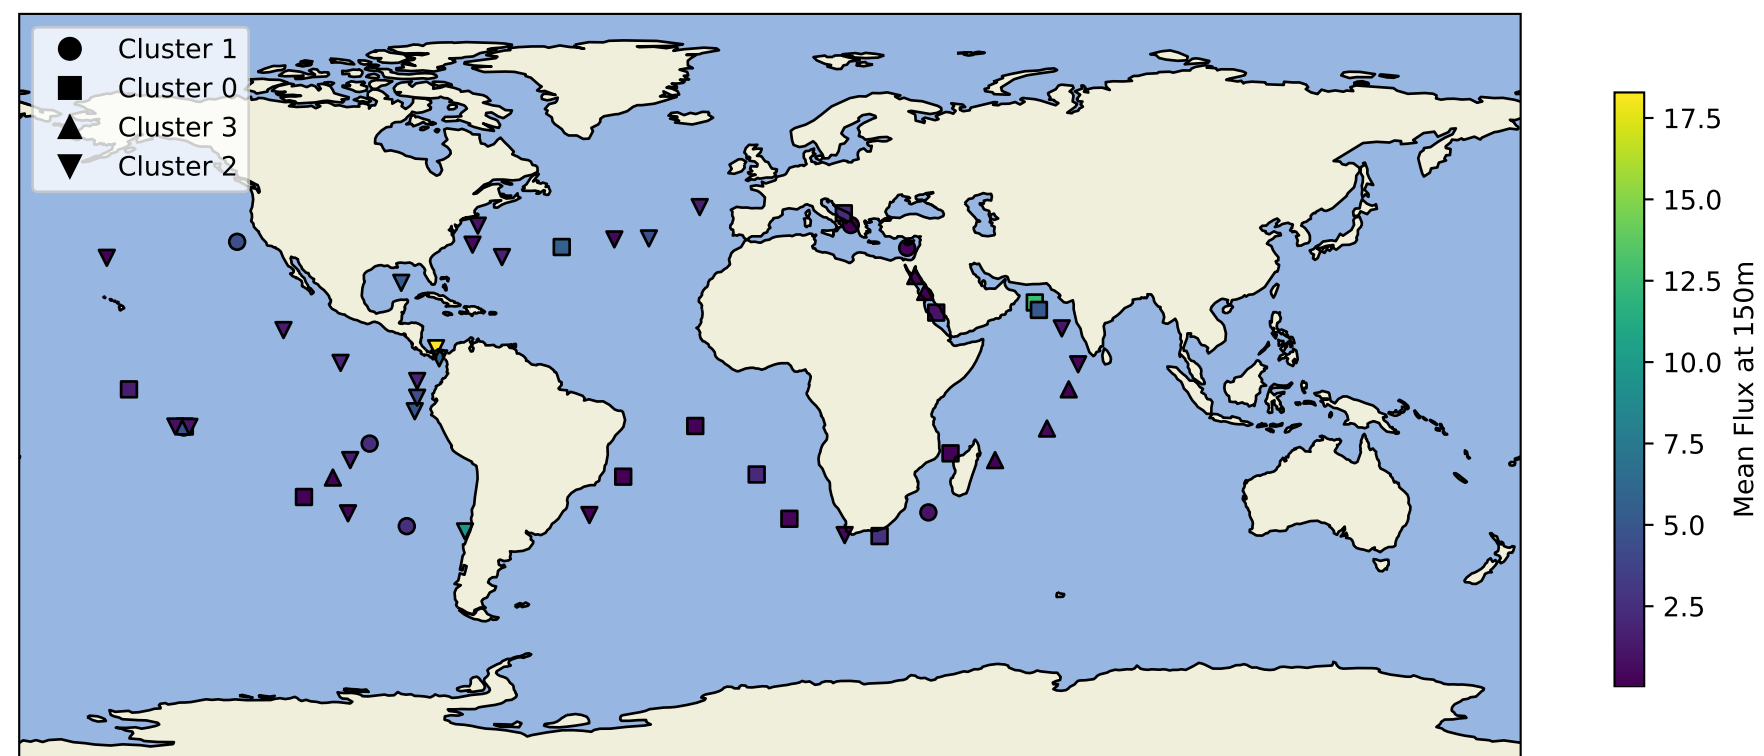 Cluster 1
Cluster 0
Cluster 3
Cluster 2
17.5
15.0
12.5
10.0
7.5
5.0
2.5
Mean Flux at 150m